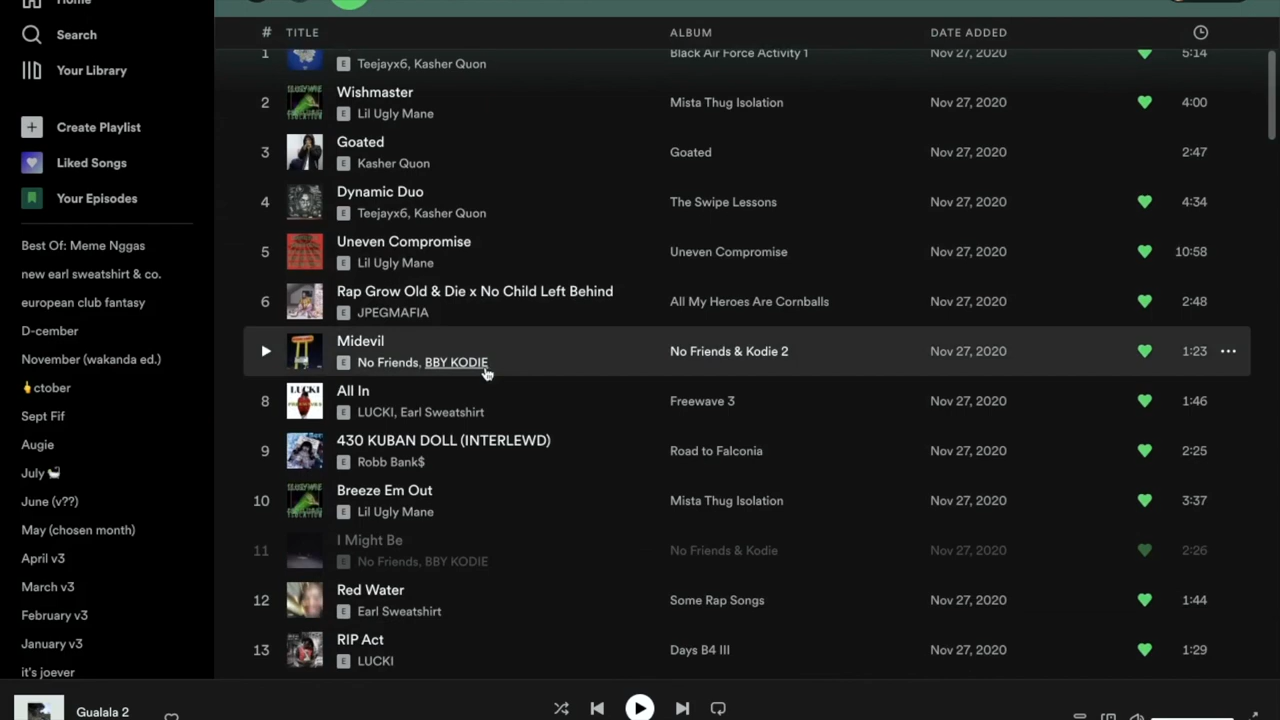 Home
Search
Your Library
Create Playlist
Liked Songs
Your Episodes
Best Of: Meme Nggas
new earl sweatshirt & co.
european club fantasy
D-cember
November (wakanda ed.)
🖕ctober
Sept Fif
Augie
July
June (v??)
May (chosen month)
April v3
March v3
February v3
January v3
it's joever
# TITLE ALBUM DATE ADDED
1 Black Air Force Activity 1 Nov 27, 2020 5:14
E Teejayx6, Kasher Quon
Wishmaster
2 Mista Thug Isolation Nov 27, 2020 4:00
E Lil Ugly Mane
Goated
3 Goated Nov 27, 2020 2:47
E Kasher Quon
Dynamic Duo
4 The Swipe Lessons Nov 27, 2020 4:34
E Teejayx6, Kasher Quon
Uneven Compromise
5 Uneven Compromise Nov 27, 2020 10:58
E Lil Ugly Mane
Rap Grow Old & Die x No Child Left Behind
6 All My Heroes Are Cornballs Nov 27, 2020 2:48
E JPEGMAFIA
Midevil
No Friends & Kodie 2 Nov 27, 2020 1:23
E No Friends, BBY KODIE
All In
8 Freewave 3 Nov 27, 2020 1:46
E LUCKI, Earl Sweatshirt
430 KUBAN DOLL (INTERLEWD)
9 Road to Falconia Nov 27, 2020 2:25
E Robb Bank$
Breeze Em Out
10 Mista Thug Isolation Nov 27, 2020 3:37
E Lil Ugly Mane
I Might Be
11 No Friends & Kodie Nov 27, 2020 2:26
E No Friends, BBY KODIE
Red Water
12 Some Rap Songs Nov 27, 2020 1:44
E Earl Sweatshirt
RIP Act
13 Days B4 III Nov 27, 2020 1:29
E LUCKI
Gualala 2